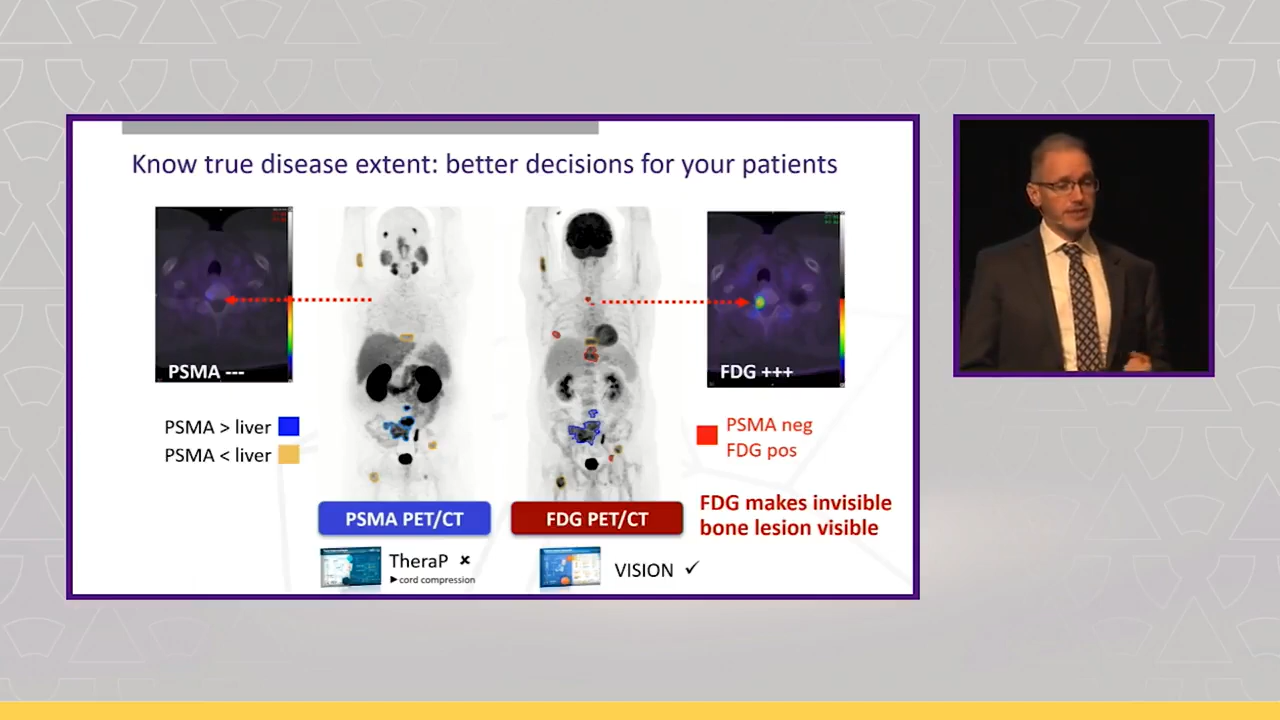 Know true disease extent: better decisions for your patients
PSMA ---
FDG +++
PSMA > liver
PSMA < liver
PSMA neg
FDG pos
PSMA PET/CT
FDG PET/CT
FDG makes invisible
bone lesion visible
TheraP ×
►cord compression
VISION ✓